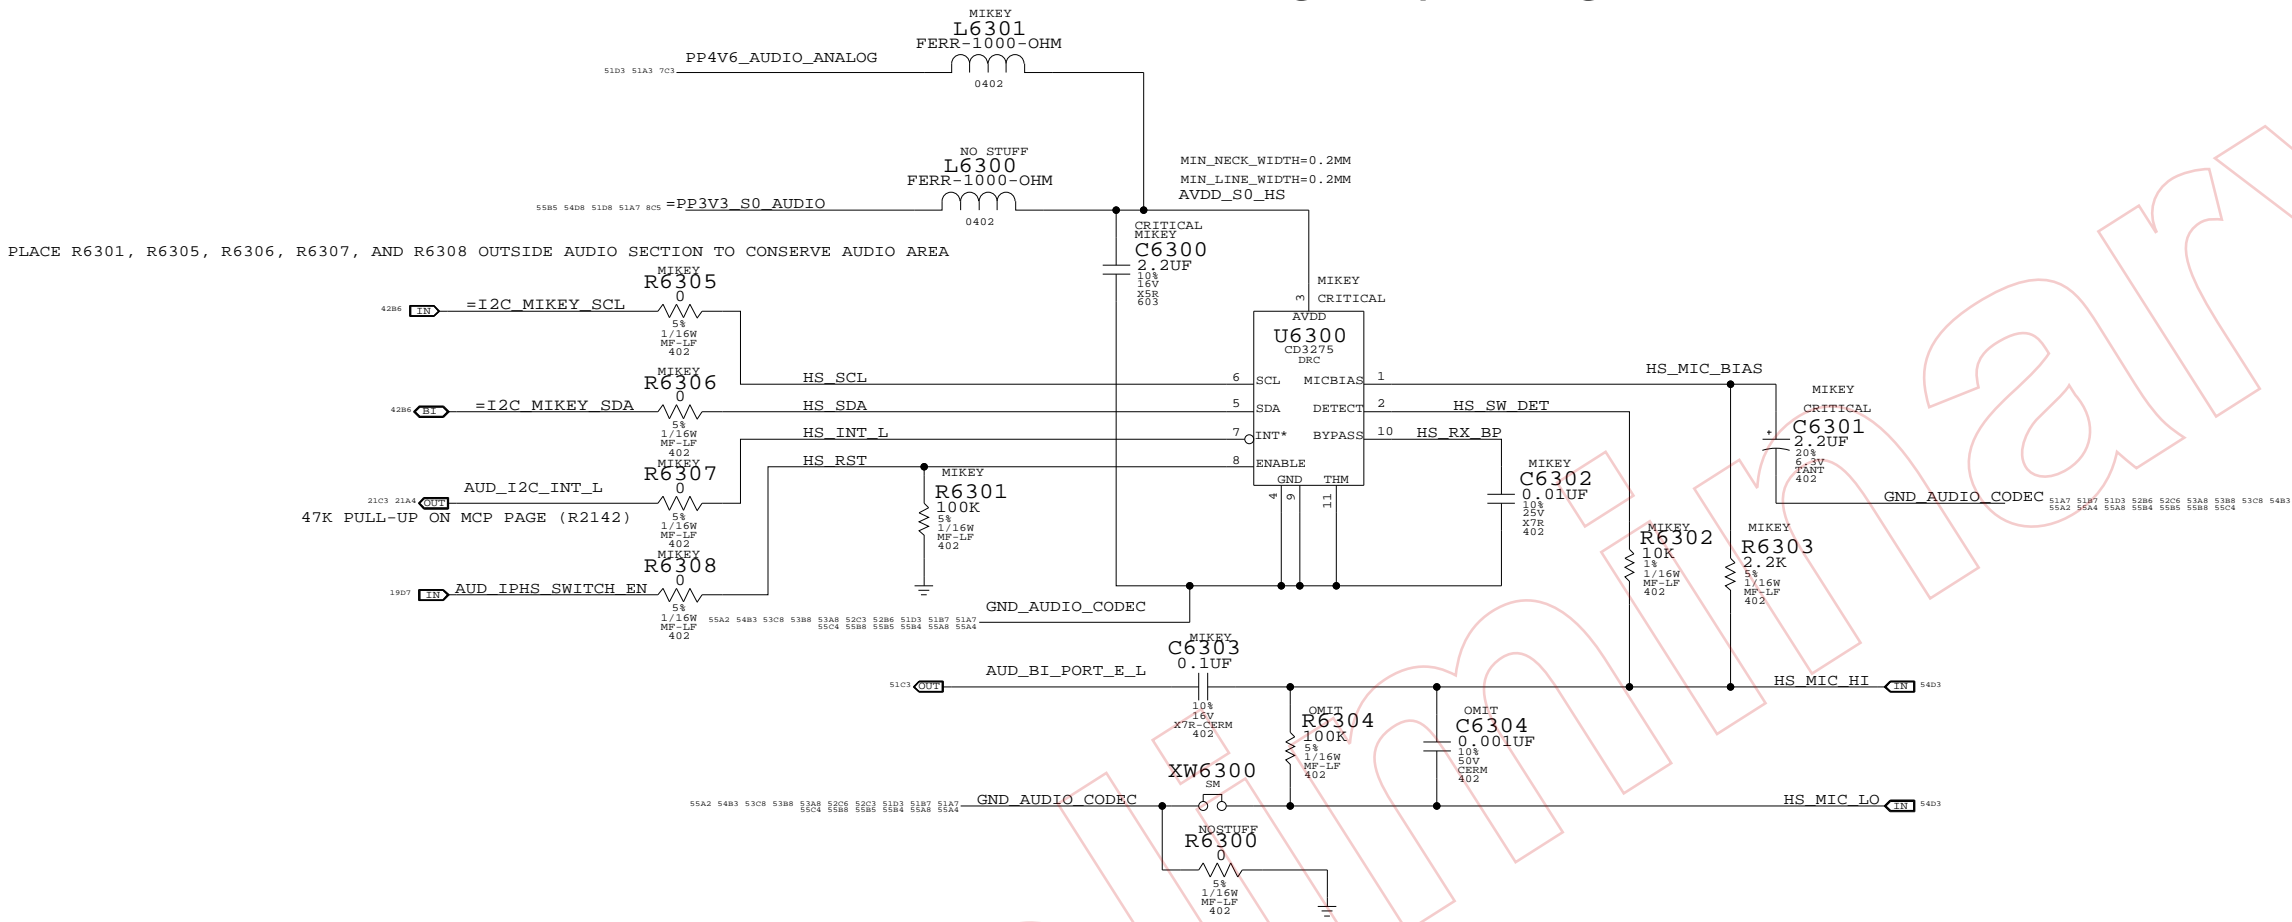 MIKEY
L6301
FERR-1000-OHM
PP4V6_AUDIO_ANALOG
51D3 51A3 7C3
0402
NO STUFF
L6300
FERR-1000-OHM
MIN_NECK_WIDTH=0.2MM
MIN_LINE_WIDTH=0.2MM
AVDD_S0_HS
55B5 54D8 51D8 51A7 8C5
=PP3V3_S0_AUDIO
0402
CRITICAL
MIKEY
C6300
2.2UF
10%
16V
X5R
603
PLACE R6301, R6305, R6306, R6307, AND R6308 OUTSIDE AUDIO SECTION TO CONSERVE AUDIO AREA
MIKEY
R6305
0
42B6
IN
=I2C_MIKEY_SCL
5%
1/16W
MF-LF
402
MIKEY
CRITICAL
3
AVDD
U6300
CD3275
DRC
HS_SCL
6
SCL
MICBIAS
1
HS_MIC_BIAS
MIKEY
R6306
0
42B6
BI
=I2C_MIKEY_SDA
5%
1/16W
MF-LF
402
HS_SDA
5
SDA
DETECT
2
HS_SW_DET
HS_INT_L
7
INT*
BYPASS
10
HS_RX_BP
MIKEY
CRITICAL
+
C6301
2.2UF
20%
6.3V
TANT
402
HS_RST
8
ENABLE
GND
THM
4
9
11
MIKEY
R6307
0
21C3 21A4
OUT
AUD_I2C_INT_L
5%
1/16W
MF-LF
402
47K PULL-UP ON MCP PAGE (R2142)
MIKEY
R6301
100K
5%
1/16W
MF-LF
402
MIKEY
C6302
0.01UF
10%
25V
X7R
402
GND_AUDIO_CODEC
51A7 51B7 51D3 52B6 52C6 53A8 53B8 53C8 54B3
55A2 55A4 55A8 55B4 55B5 55B8 55C4
MIKEY
R6302
10K
1%
1/16W
MF-LF
402
MIKEY
R6303
2.2K
5%
1/16W
MF-LF
402
MIKEY
R6308
0
19D7
IN
AUD_IPHS_SWITCH_EN
5%
1/16W
MF-LF
402
GND_AUDIO_CODEC
55A2 54B3 53C8 53B8 53A8 52C3 52B6 51D3 51B7 51A7
55C4 55B8 55B5 55B4 55A8 55A4
MIKEY
C6303
0.1UF
51C3
OUT
AUD_BI_PORT_E_L
10%
16V
X7R-CERM
402
HS_MIC_HI
IN
54D3
OMIT
R6304
100K
5%
1/16W
MF-LF
402
OMIT
C6304
0.001UF
10%
50V
CERM
402
XW6300
SM
55A2 54B3 53C8 53B8 53A8 52C6 52C3 51D3 51B7 51A7
55C4 55B8 55B5 55B4 55A8 55A4
GND_AUDIO_CODEC
HS_MIC_LO
IN
54D3
NOSTUFF
R6300
0
5%
1/16W
MF-LF
402